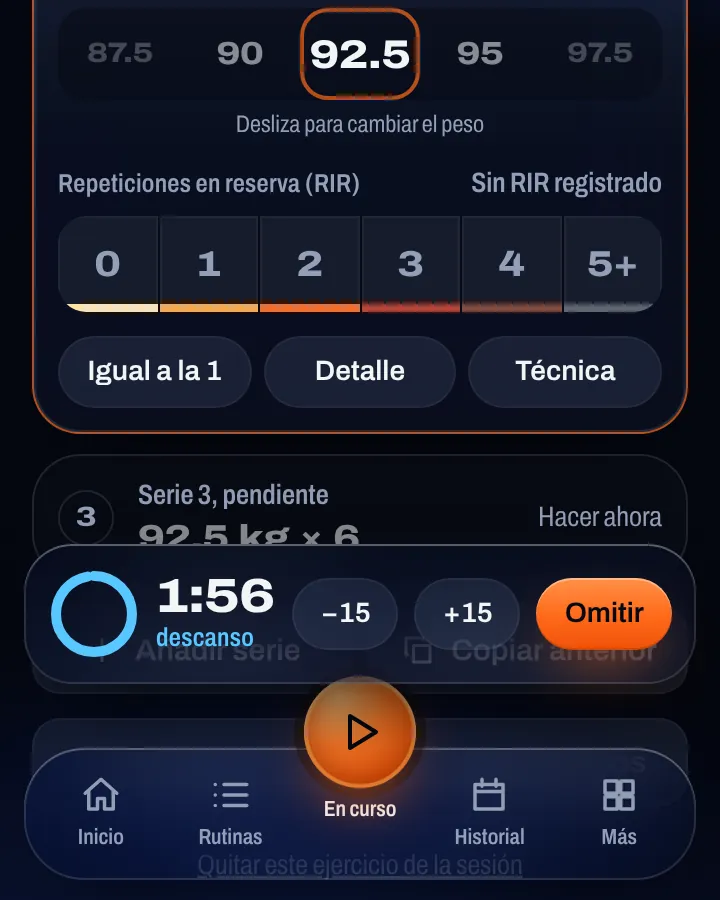 87.5 90 92.5 95 97.5
Desliza para cambiar el peso
Repeticiones en reserva (RIR) Sin RIR registrado
0 1 2 3 4 5+
Igual a la 1 Detalle Técnica
3 Serie 3, pendiente Hacer ahora
92.5 kg × 6
1:56 −15 +15 Omitir
descanso
+ Añadir serie Copiar anterior
En curso
Inicio Rutinas Historial Más
Quitar este ejercicio de la sesión